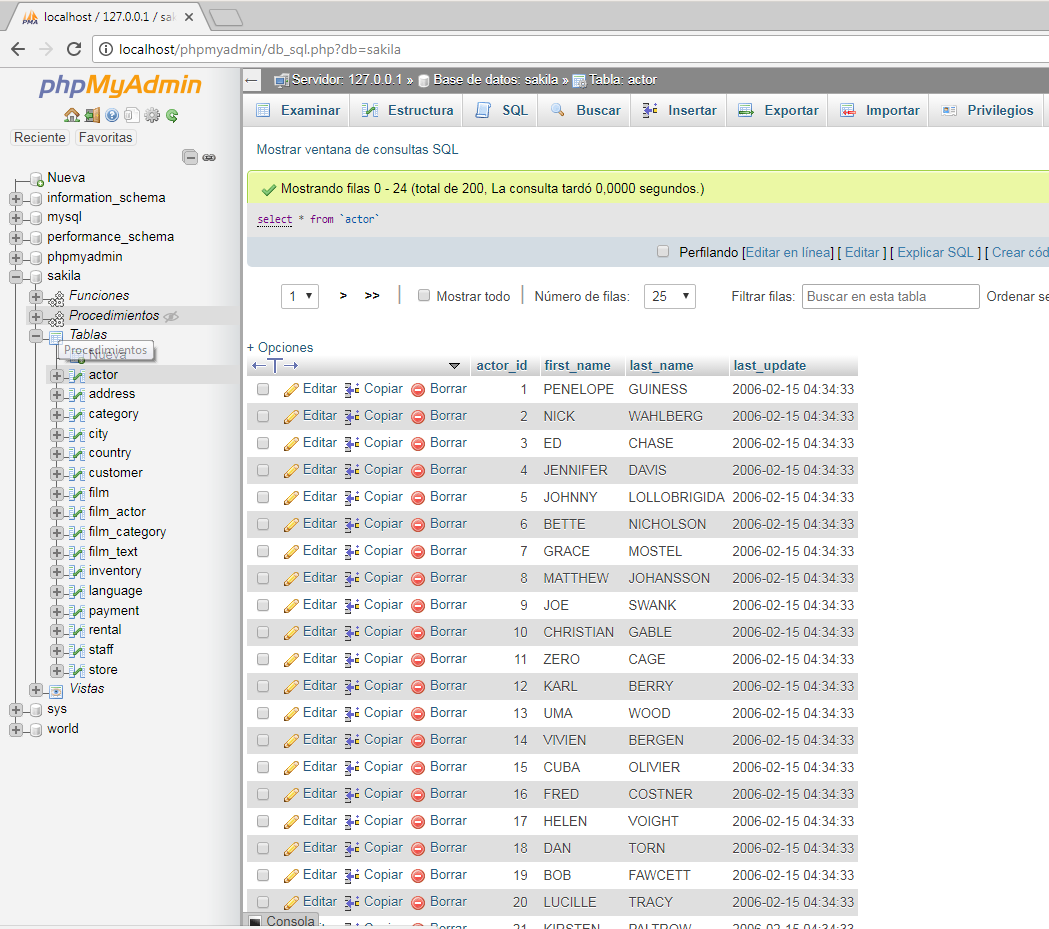 localhost / 127.0.0.1 / sa
localhost/phpmyadmin/db_sql.php?db=sakila
phpMyAdmin
Reciente Favoritas
Nueva
information_schema
mysql
performance_schema
phpmyadmin
sakila
Funciones
Procedimientos
Tablas
Procedimientos
Nueva
actor
address
category
city
country
customer
film
film_actor
film_category
film_text
inventory
language
payment
rental
staff
store
Vistas
sys
world
Servidor: 127.0.0.1 » Base de datos: sakila » Tabla: actor
Examinar Estructura SQL Buscar Insertar Exportar Importar Privilegios
Mostrar ventana de consultas SQL
Mostrando filas 0 - 24 (total de 200, La consulta tardó 0,0000 segundos.)
select * from `actor`
Perfilando [Editar en línea] [ Editar ] [ Explicar SQL ] [ Crear cód
1 > >> | Mostrar todo | Número de filas: 25 Filtrar filas: Buscar en esta tabla Ordenar se
+ Opciones
←T→ actor_id first_name last_name last_update
Editar Copiar Borrar 1 PENELOPE GUINESS 2006-02-15 04:34:33
Editar Copiar Borrar 2 NICK WAHLBERG 2006-02-15 04:34:33
Editar Copiar Borrar 3 ED CHASE 2006-02-15 04:34:33
Editar Copiar Borrar 4 JENNIFER DAVIS 2006-02-15 04:34:33
Editar Copiar Borrar 5 JOHNNY LOLLOBRIGIDA 2006-02-15 04:34:33
Editar Copiar Borrar 6 BETTE NICHOLSON 2006-02-15 04:34:33
Editar Copiar Borrar 7 GRACE MOSTEL 2006-02-15 04:34:33
Editar Copiar Borrar 8 MATTHEW JOHANSSON 2006-02-15 04:34:33
Editar Copiar Borrar 9 JOE SWANK 2006-02-15 04:34:33
Editar Copiar Borrar 10 CHRISTIAN GABLE 2006-02-15 04:34:33
Editar Copiar Borrar 11 ZERO CAGE 2006-02-15 04:34:33
Editar Copiar Borrar 12 KARL BERRY 2006-02-15 04:34:33
Editar Copiar Borrar 13 UMA WOOD 2006-02-15 04:34:33
Editar Copiar Borrar 14 VIVIEN BERGEN 2006-02-15 04:34:33
Editar Copiar Borrar 15 CUBA OLIVIER 2006-02-15 04:34:33
Editar Copiar Borrar 16 FRED COSTNER 2006-02-15 04:34:33
Editar Copiar Borrar 17 HELEN VOIGHT 2006-02-15 04:34:33
Editar Copiar Borrar 18 DAN TORN 2006-02-15 04:34:33
Editar Copiar Borrar 19 BOB FAWCETT 2006-02-15 04:34:33
Editar Copiar Borrar 20 LUCILLE TRACY 2006-02-15 04:34:33
Consola Copiar Borrar 21 KIRSTEN PALTROW 2006-02-15 04:34:33